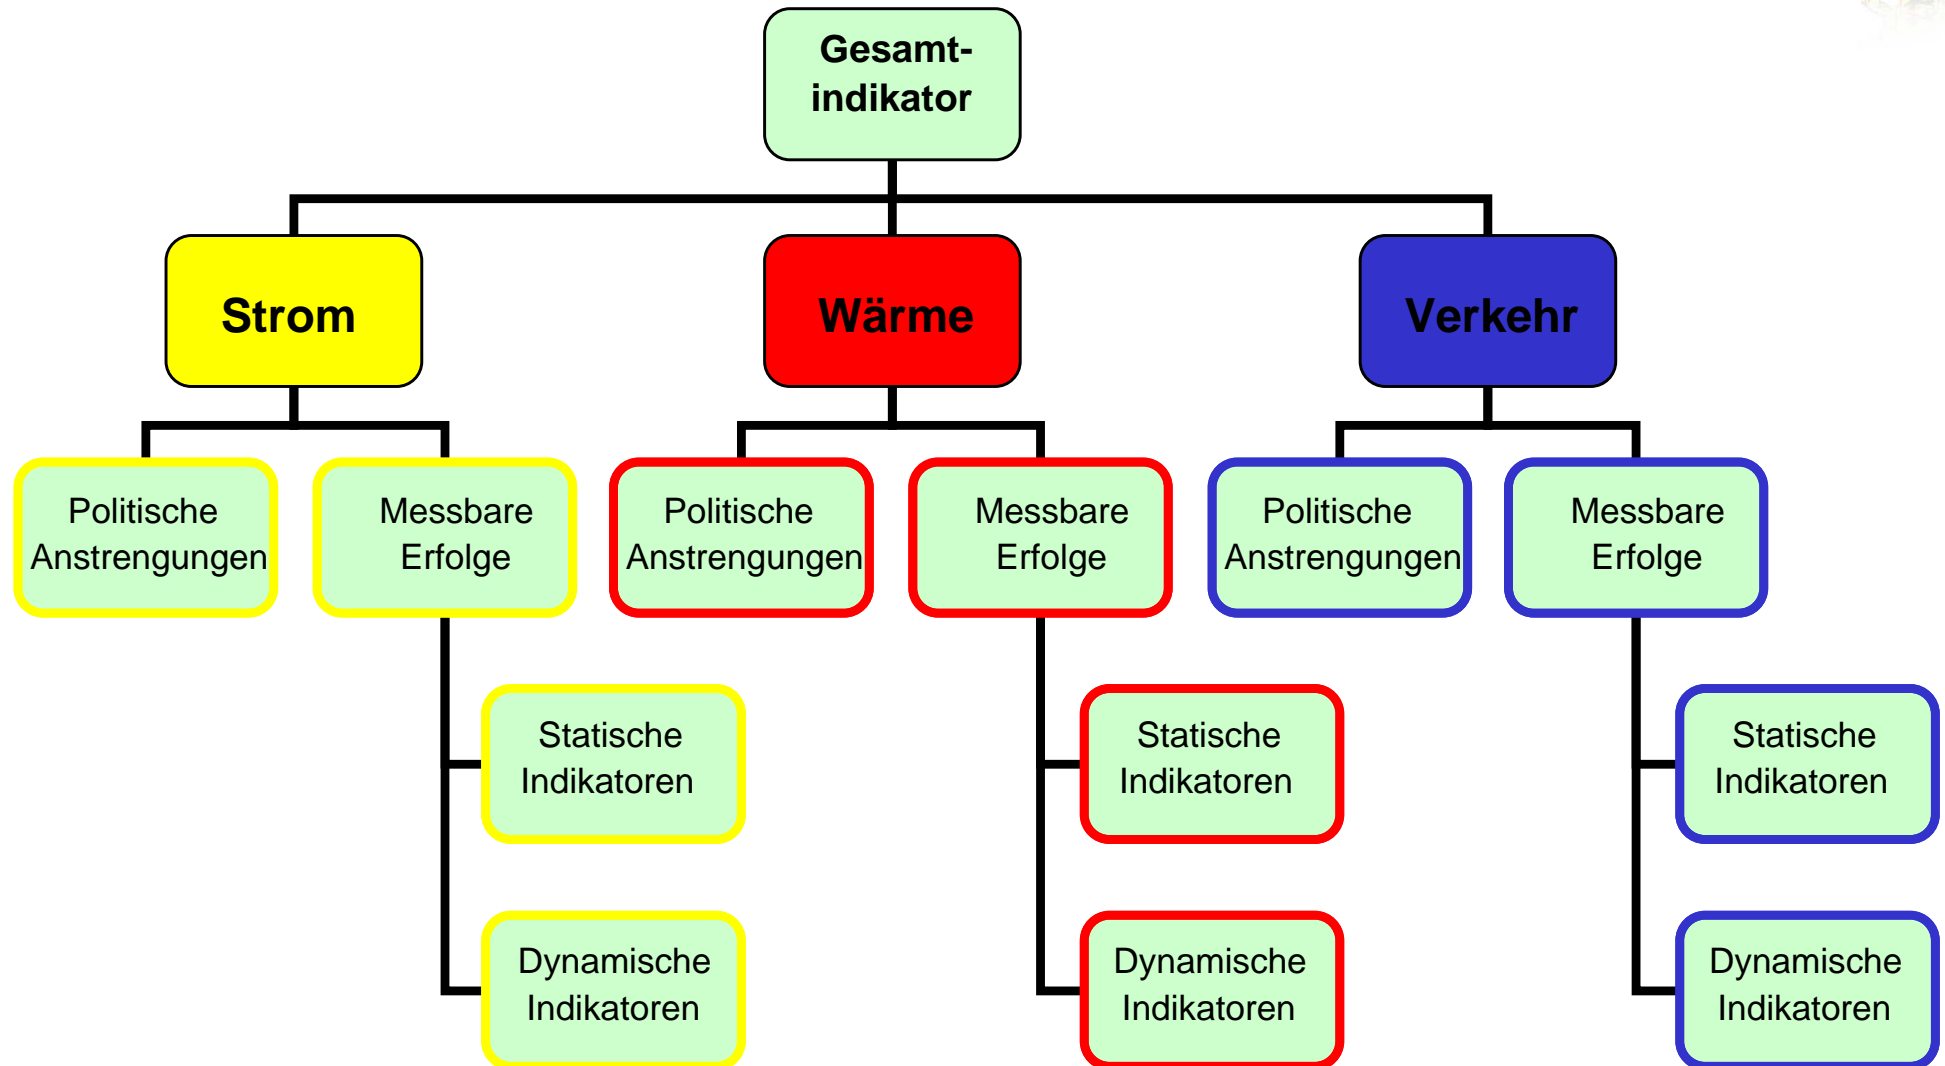 Gesamt-
indikator
Strom
Wärme
Verkehr
Politische
Anstrengungen
Messbare
Erfolge
Politische
Anstrengungen
Messbare
Erfolge
Politische
Anstrengungen
Messbare
Erfolge
Statische
Indikatoren
Statische
Indikatoren
Statische
Indikatoren
Dynamische
Indikatoren
Dynamische
Indikatoren
Dynamische
Indikatoren